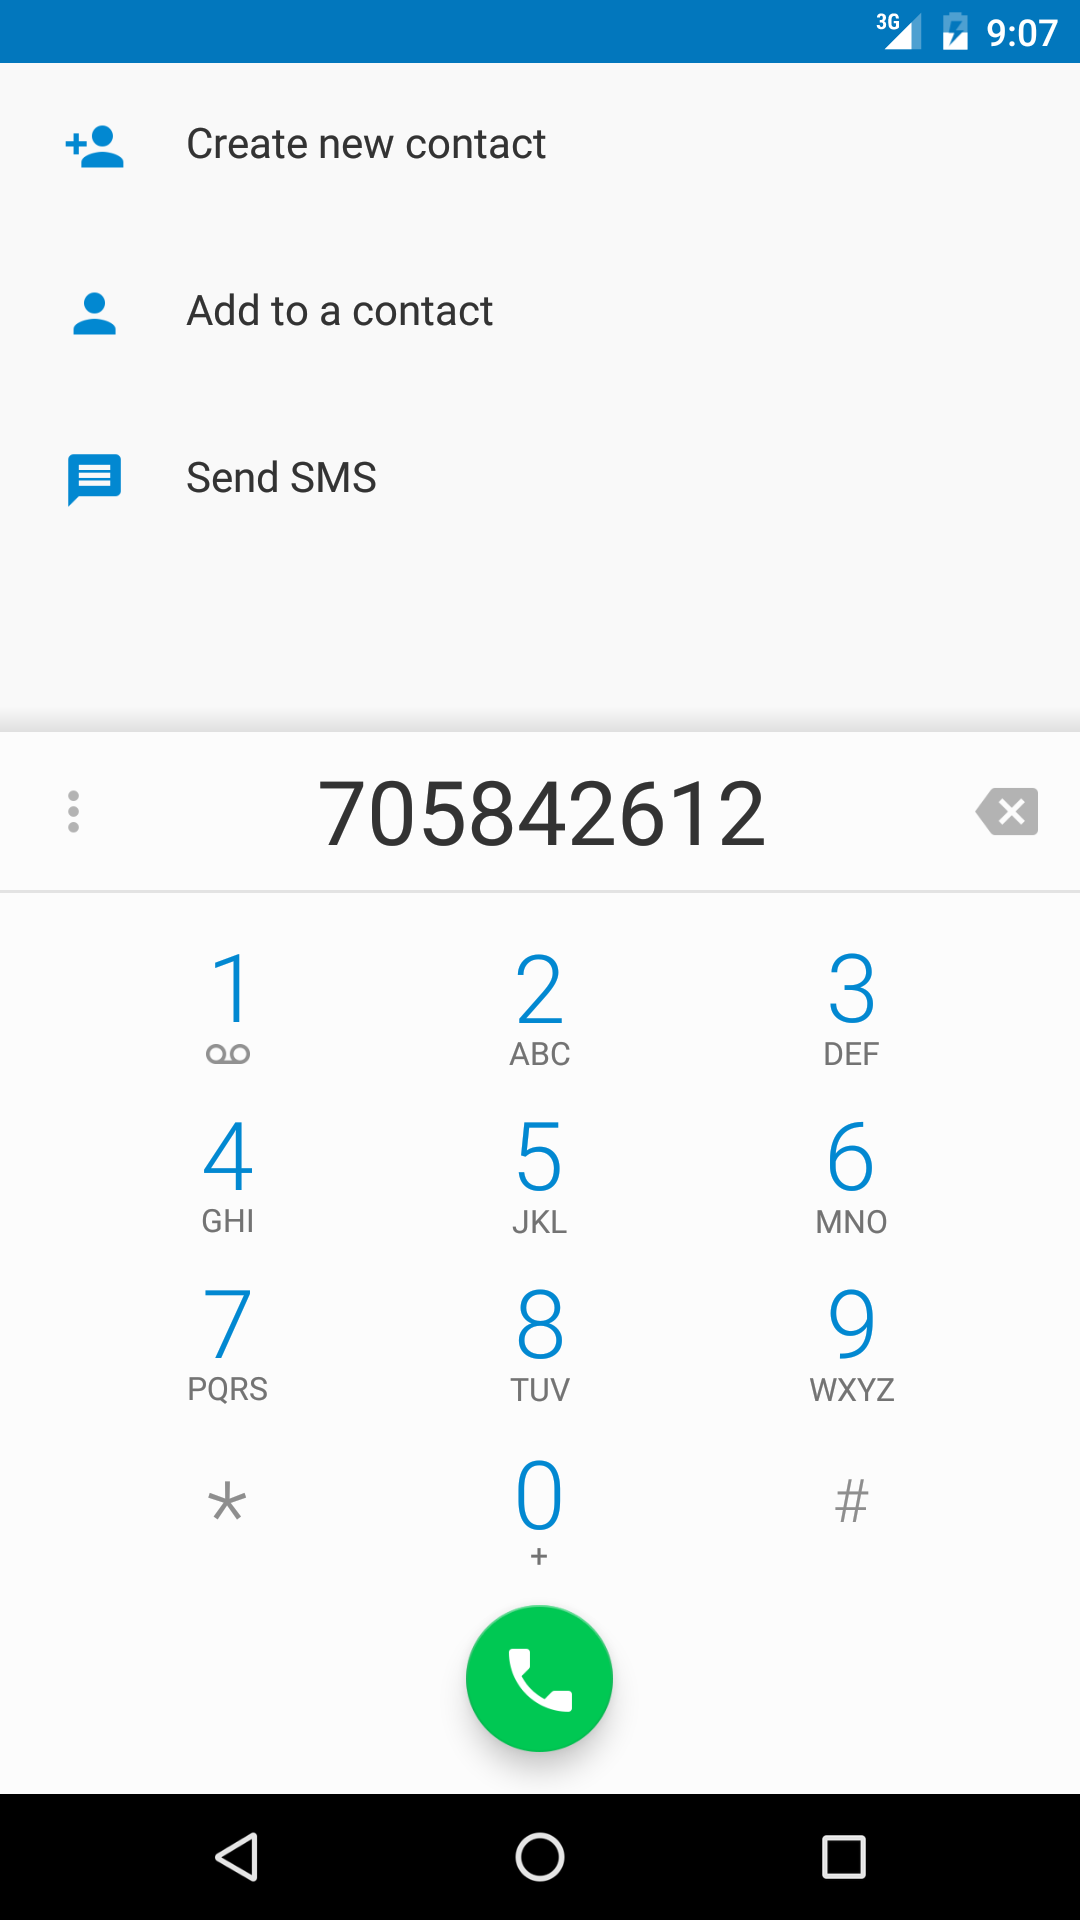 3G 9:07
Create new contact
Add to a contact
Send SMS
705842612
1 2 3
ABC DEF
4 5 6
GHI JKL MNO
7 8 9
PQRS TUV WXYZ
* 0 #
+